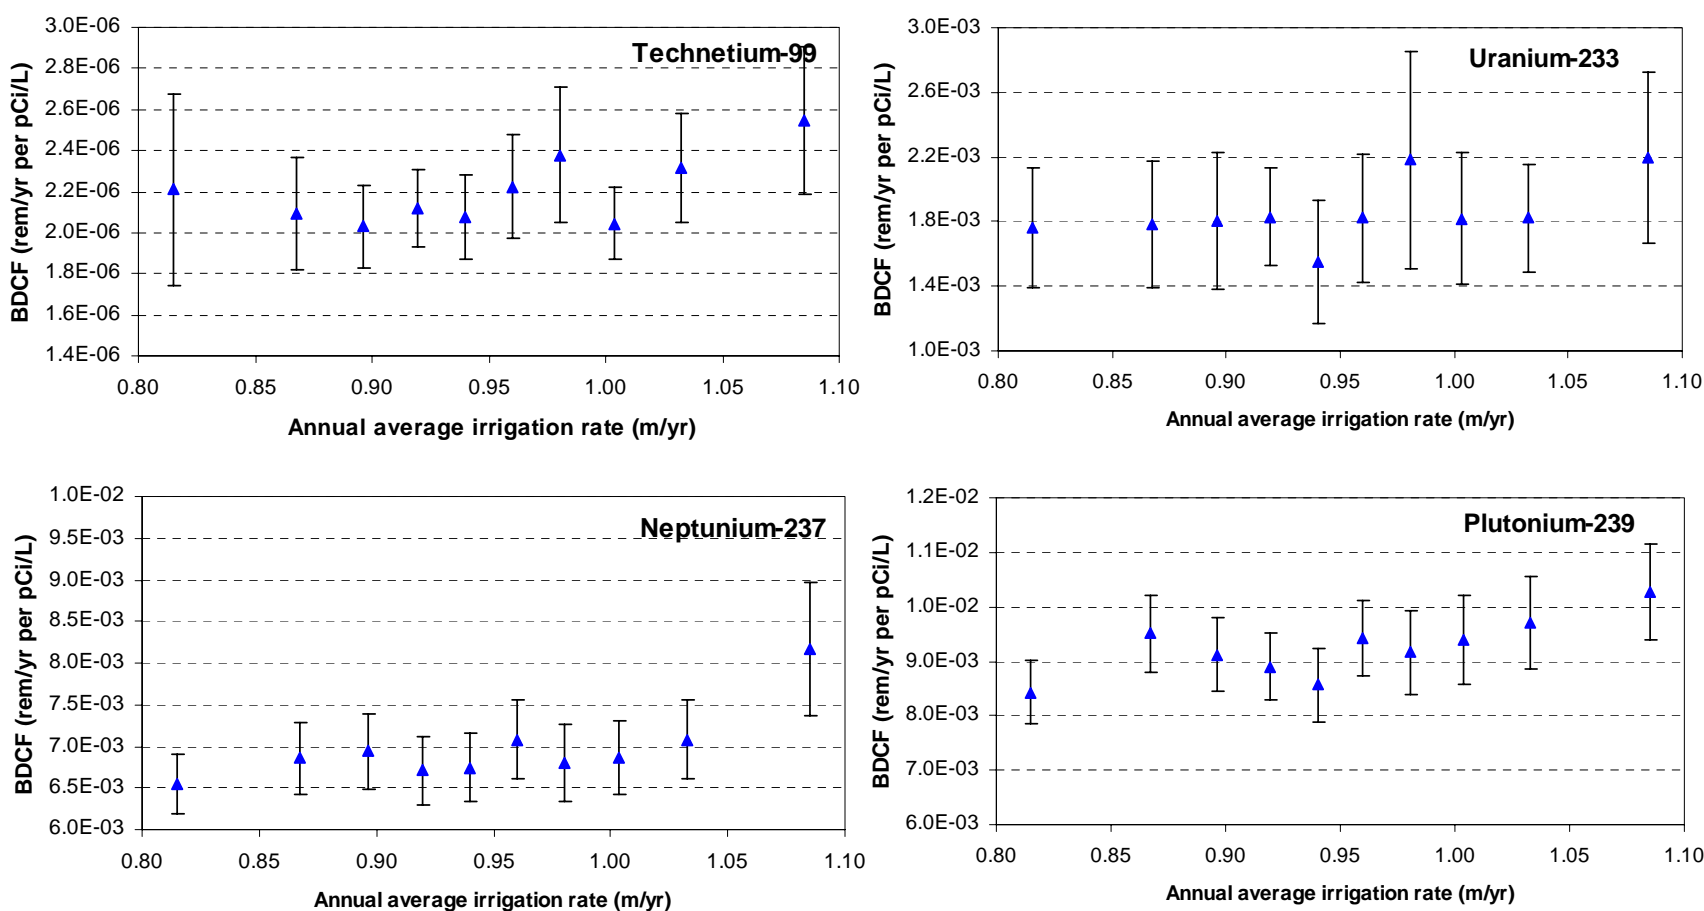 Technetium-99
BDCF (rem/yr per pCi/L)
3.0E-06
2.8E-06
2.6E-06
2.4E-06
2.2E-06
2.0E-06
1.8E-06
1.6E-06
1.4E-06
0.80 0.85 0.90 0.95 1.00 1.05 1.10
Annual average irrigation rate (m/yr)
Uranium-233
BDCF (rem/yr per pCi/L)
3.0E-03
2.6E-03
2.2E-03
1.8E-03
1.4E-03
1.0E-03
0.80 0.85 0.90 0.95 1.00 1.05 1.10
Annual average irrigation rate (m/yr)
Neptunium-237
BDCF (rem/yr per pCi/L)
1.0E-02
9.5E-03
9.0E-03
8.5E-03
8.0E-03
7.5E-03
7.0E-03
6.5E-03
6.0E-03
0.80 0.85 0.90 0.95 1.00 1.05 1.10
Annual average irrigation rate (m/yr)
Plutonium-239
BDCF (rem/yr per pCi/L)
1.2E-02
1.1E-02
1.0E-02
9.0E-03
8.0E-03
7.0E-03
6.0E-03
0.80 0.85 0.90 0.95 1.00 1.05 1.10
Annual average irrigation rate (m/yr)